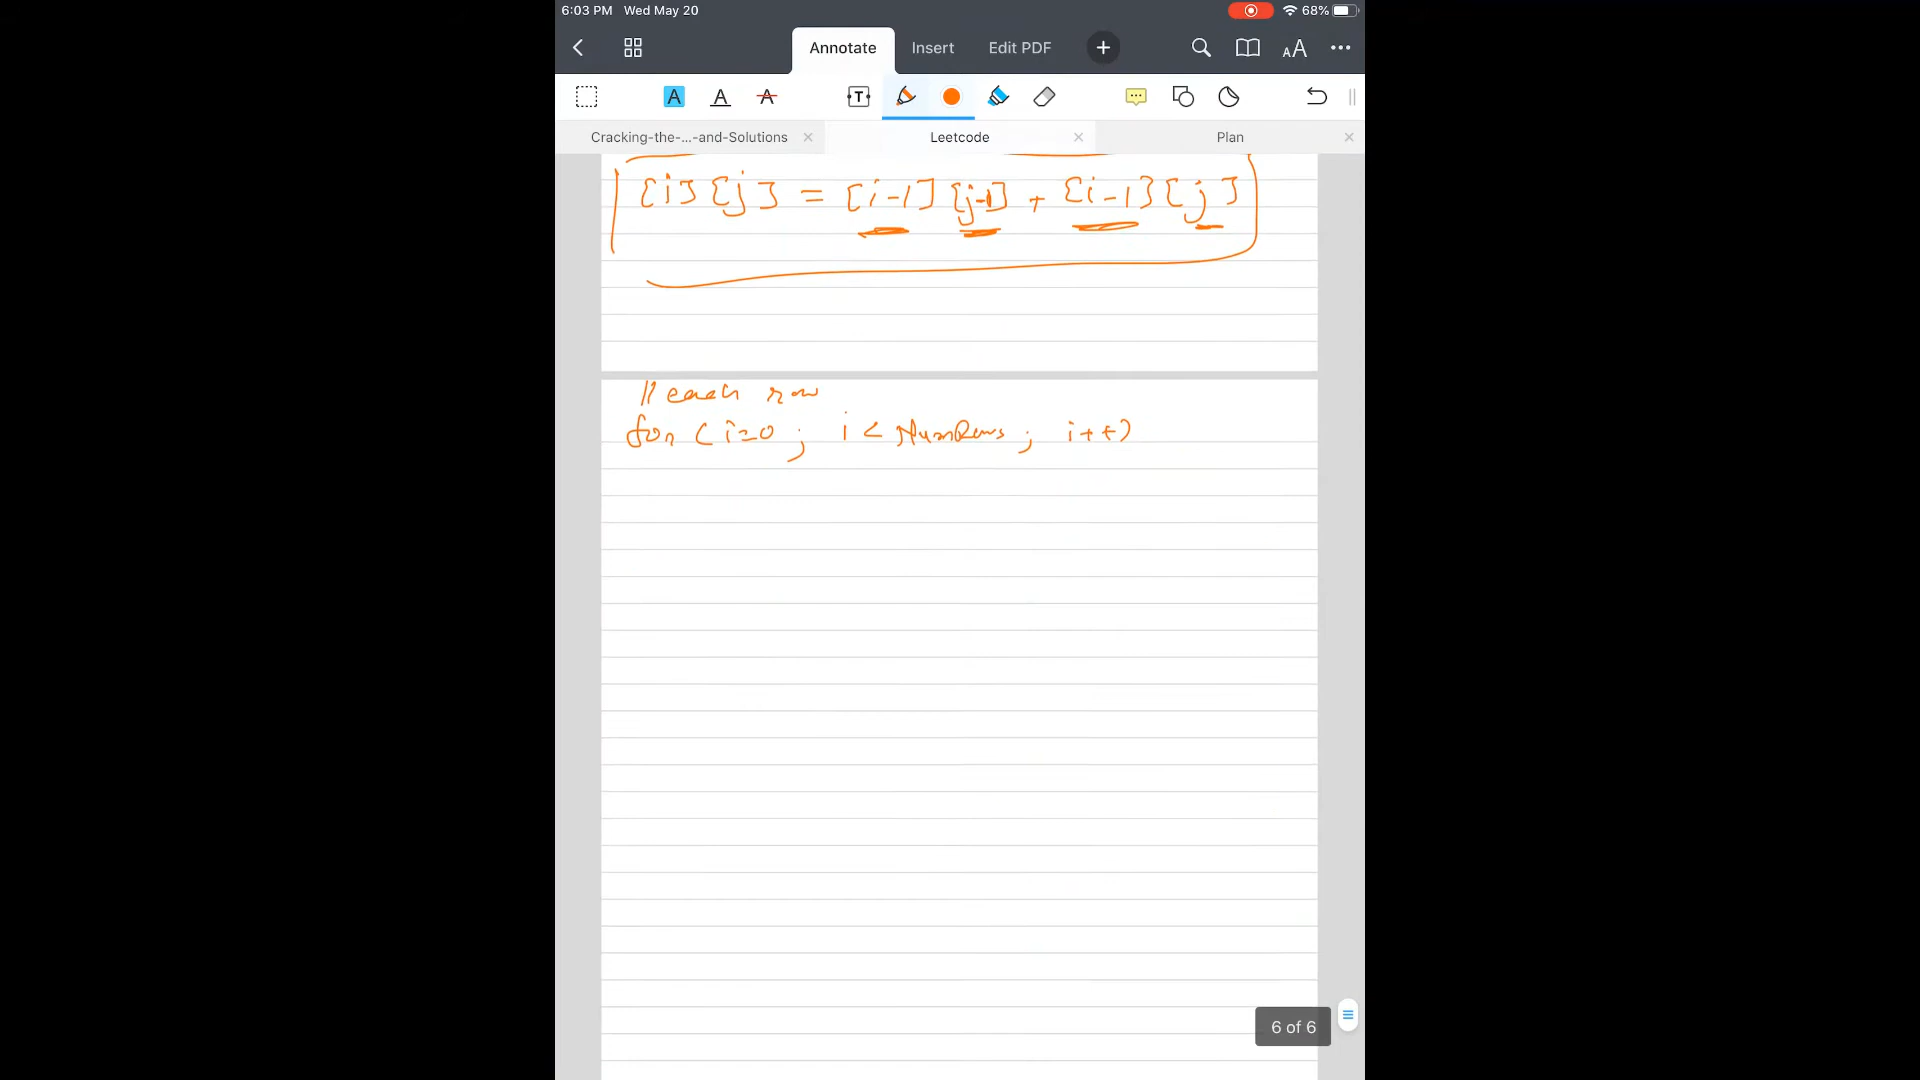 6:03 PM Wed May 20 68%
Annotate Insert Edit PDF
A A A T AA
Cracking-the-...-and-Solutions Leetcode Plan
[i][j] = [i-1][j-1] + [i-1][j]
// each row
for (i=0; i < NumRows; i++)
6 of 6